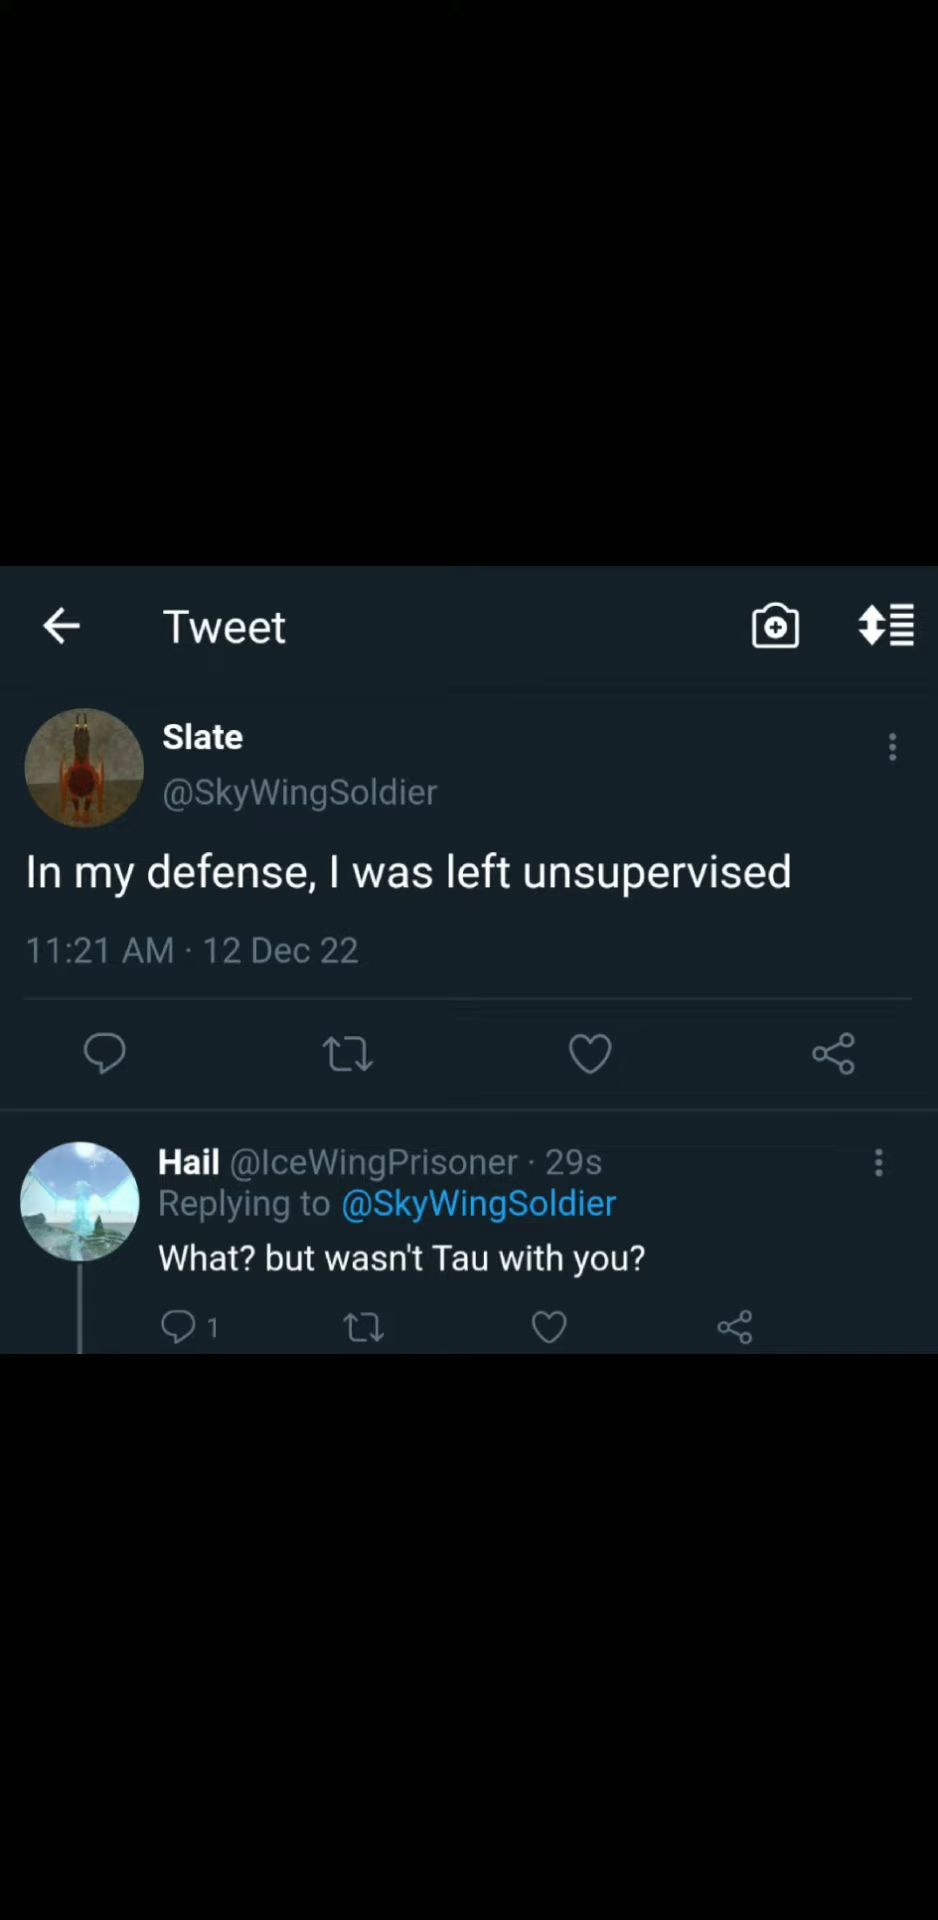 Tweet
Slate
@SkyWingSoldier
In my defense, I was left unsupervised
11:21 AM · 12 Dec 22
Hail @IceWingPrisoner · 29s
Replying to @SkyWingSoldier
What? but wasn't Tau with you?
1